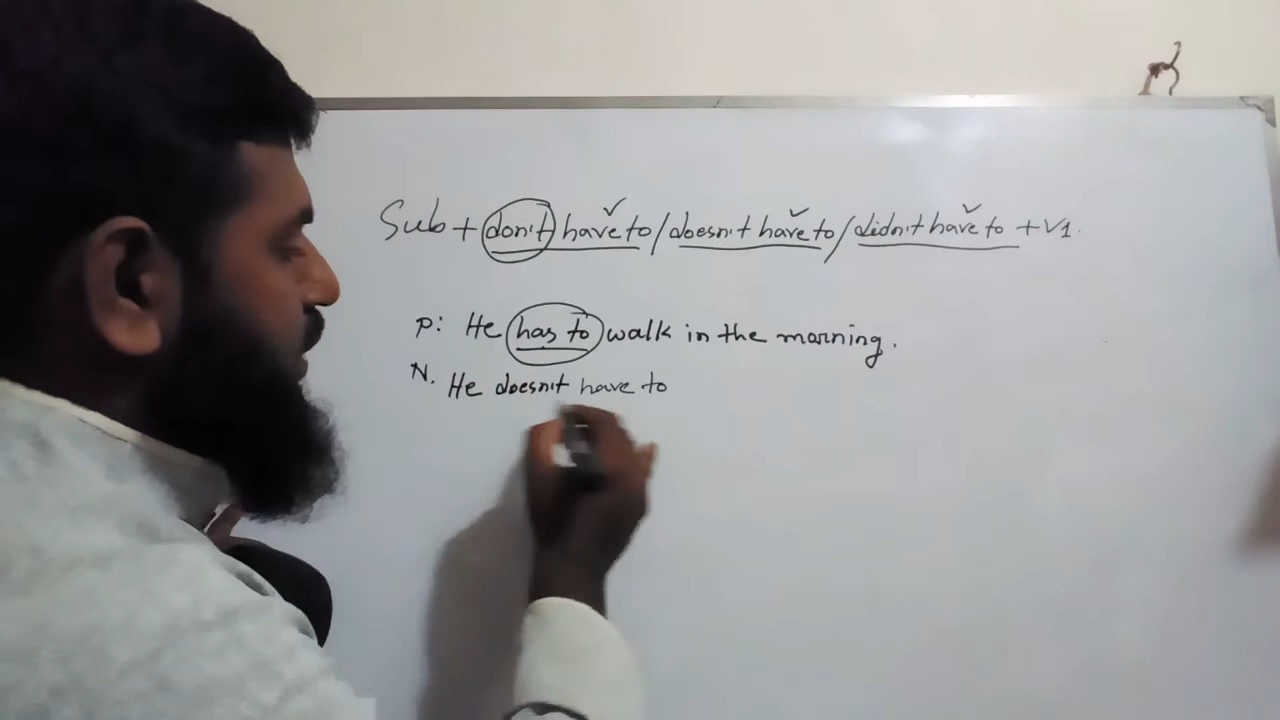 Sub + don't have to / doesn't have to / didn't have to + V1.
P: He has to walk in the morning.
N. He doesn't have to